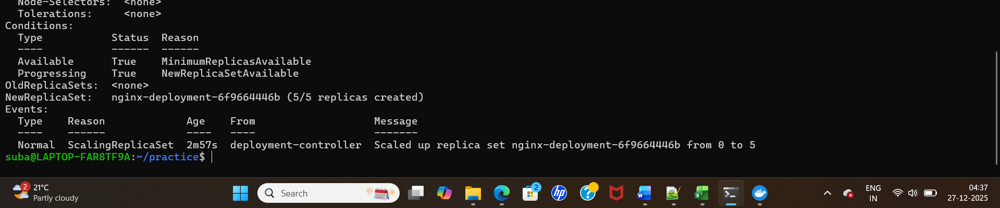 Node-Selectors:  <none>
Tolerations:     <none>
Conditions:
Type           Status  Reason
----           ------  ------
Available      True    MinimumReplicasAvailable
Progressing    True    NewReplicaSetAvailable
OldReplicaSets:  <none>
NewReplicaSet:   nginx-deployment-6f9664446b (5/5 replicas created)
Events:
Type    Reason             Age    From                   Message
----    ------             ----   ----                   -------
Normal  ScalingReplicaSet  2m57s  deployment-controller  Scaled up replica set nginx-deployment-6f9664446b from 0 to 5
suba@LAPTOP-FAR8TF9A:~/practice$
2
21°C
Partly cloudy
Search
2
hp
?
W
X
ENG
IN
04:37
27-12-2025